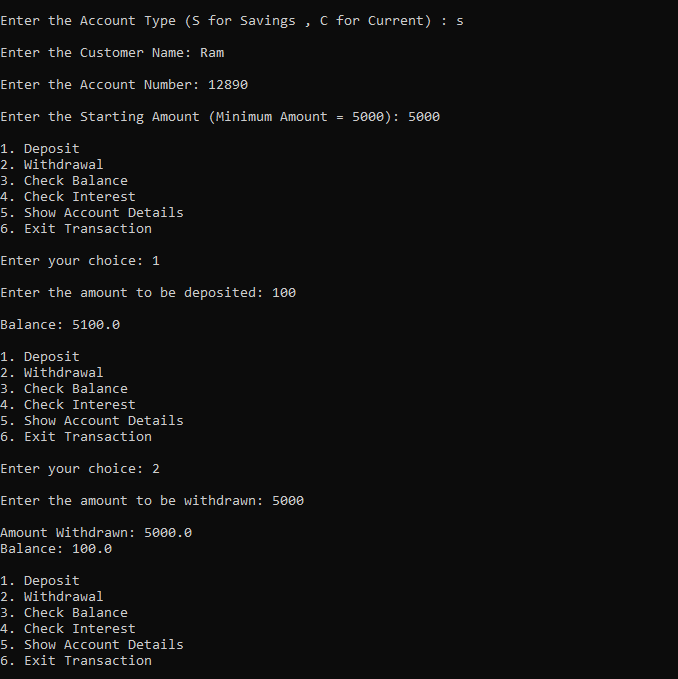 Enter the Account Type (S for Savings , C for Current) : s
Enter the Customer Name: Ram
Enter the Account Number: 12890
Enter the Starting Amount (Minimum Amount = 5000): 5000
1. Deposit
2. Withdrawal
3. Check Balance
4. Check Interest
5. Show Account Details
6. Exit Transaction
Enter your choice: 1
Enter the amount to be deposited: 100
Balance: 5100.0
1. Deposit
2. Withdrawal
3. Check Balance
4. Check Interest
5. Show Account Details
6. Exit Transaction
Enter your choice: 2
Enter the amount to be withdrawn: 5000
Amount Withdrawn: 5000.0
Balance: 100.0
1. Deposit
2. Withdrawal
3. Check Balance
4. Check Interest
5. Show Account Details
6. Exit Transaction